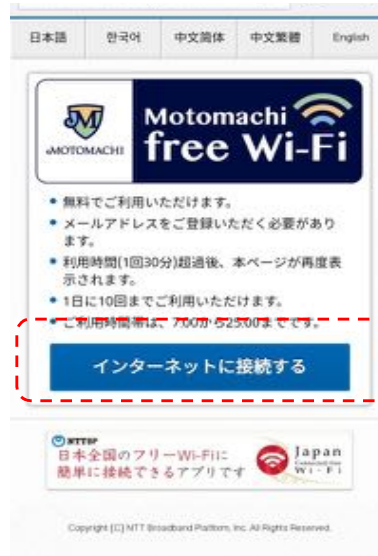 日本語 한국어 中文简体 中文繁體 English
MOTOMACHI
Motomachi
free Wi-Fi
• 無料でご利用いただけます。
• メールアドレスをご登録いただく必要があり
ます。
• 利用時間(1回30分)超過後、本ページが再度表
示されます。
• 1日に10回までご利用いただけます。
• ご利用時間帯は、7:00から25:00までです。
インターネットに接続する
NTTBP
日本全国のフリーWi-Fiに
簡単に接続できるアプリです
Japan
Connected-free
Wi-Fi
Copyright (C) NTT Broadband Platform, Inc. All Rights Reserved.